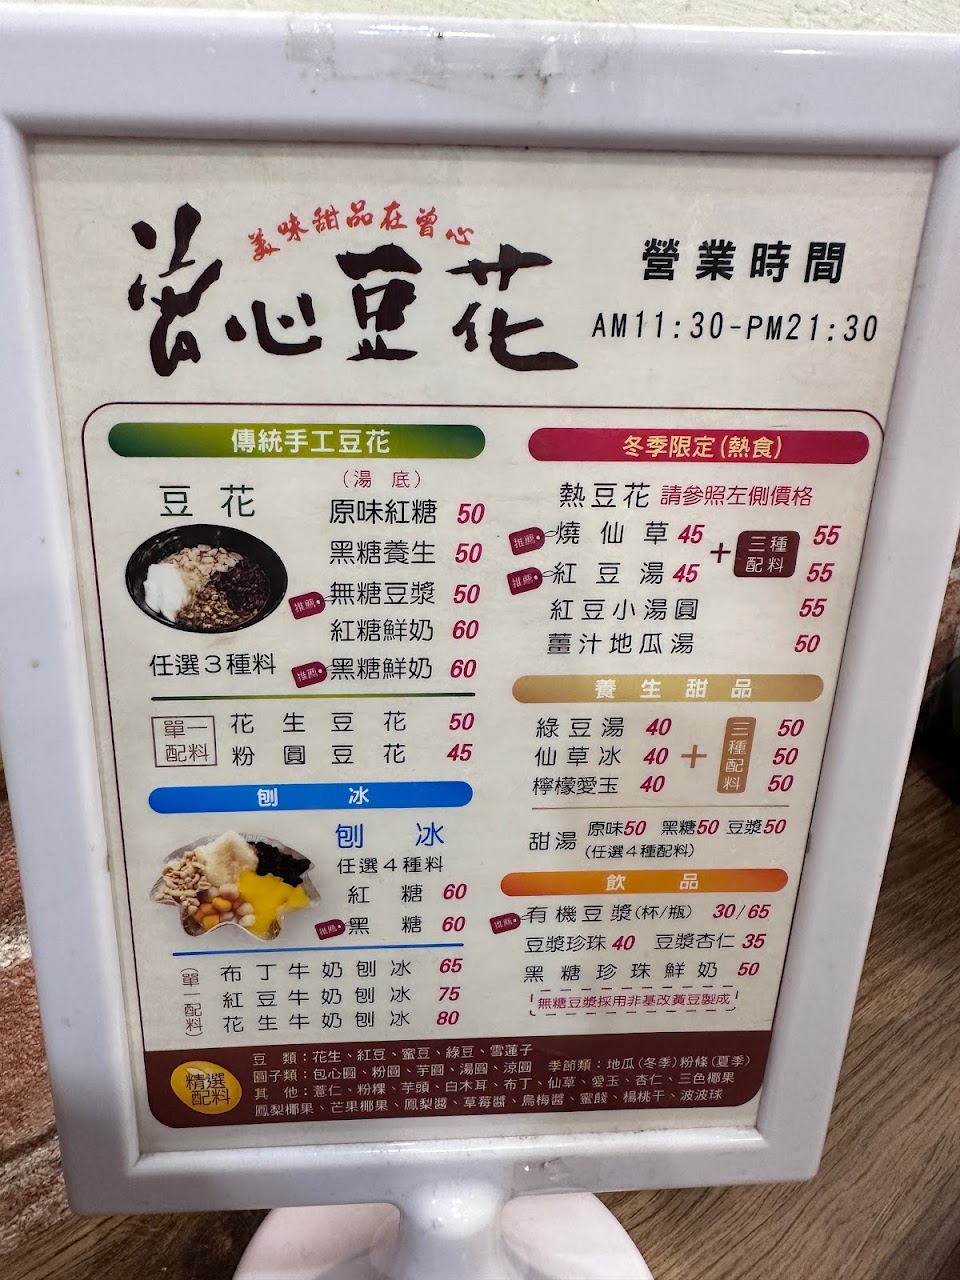 美味甜品在曾心
曾心豆花
營業時間
AM11:30-PM21:30
傳統手工豆花
豆花
(湯底)
原味紅糖 50
黑糖養生 50
推薦 無糖豆漿 50
紅糖鮮奶 60
推薦 黑糖鮮奶 60
任選3種料
單一配料
花生豆花 50
粉圓豆花 45
刨冰
刨冰
任選4種料
紅糖 60
推薦 黑糖 60
(單一配料)
布丁牛奶刨冰 65
紅豆牛奶刨冰 75
花生牛奶刨冰 80
冬季限定(熱食)
熱豆花 請參照左側價格
推薦 燒仙草 45 + 三種配料 55
推薦 紅豆湯 45 55
紅豆小湯圓 55
薑汁地瓜湯 50
養生甜品
綠豆湯 40 50
仙草冰 40 + 三種配料 50
檸檬愛玉 40 50
甜湯 原味50 黑糖50 豆漿50
(任選4種配料)
飲品
推薦 有機豆漿(杯/瓶) 30/65
豆漿珍珠 40 豆漿杏仁 35
黑糖珍珠鮮奶 50
無糖豆漿採用非基改黃豆製成
精選配料
豆類：花生、紅豆、蜜豆、綠豆、雪蓮子
圓子類：包心圓、粉圓、芋圓、湯圓、涼圓 季節類：地瓜(冬季)粉條(夏季)
其他：薏仁、粉粿、芋頭、白木耳、布丁、仙草、愛玉、杏仁、三色椰果
鳳梨椰果、芒果椰果、鳳梨醬、草莓醬、烏梅醬、蜜餞、楊桃干、波波球